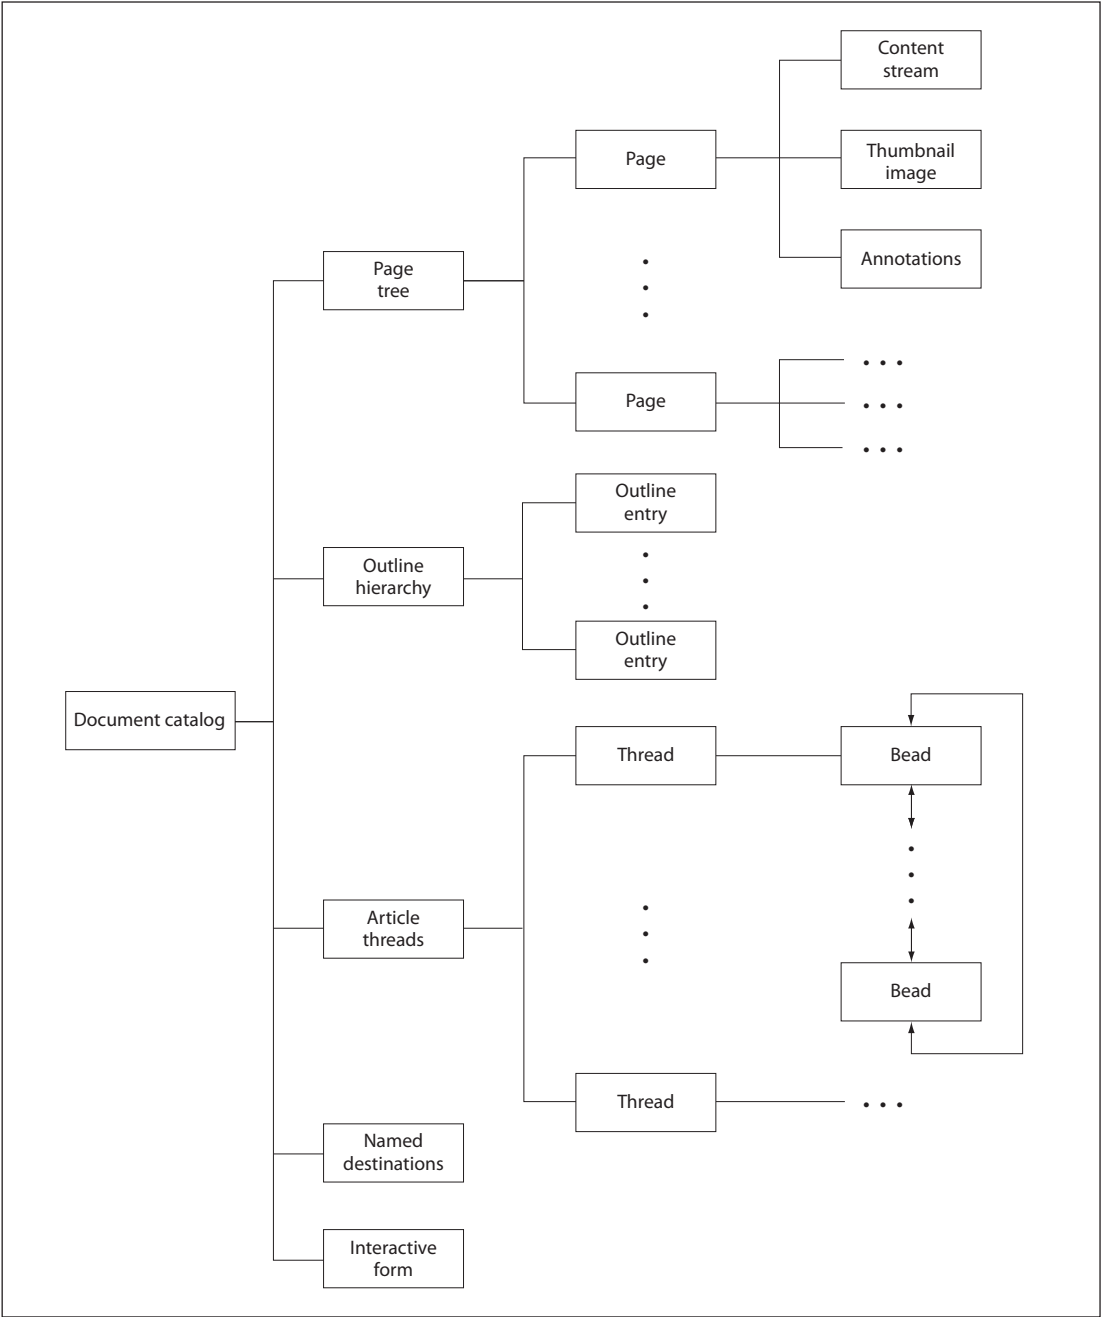 Content
stream
Page
Thumbnail
image
Annotations
Page
tree
Page
Outline
entry
Outline
hierarchy
Outline
entry
Document catalog
Thread
Bead
Article
threads
Bead
Thread
Named
destinations
Interactive
form